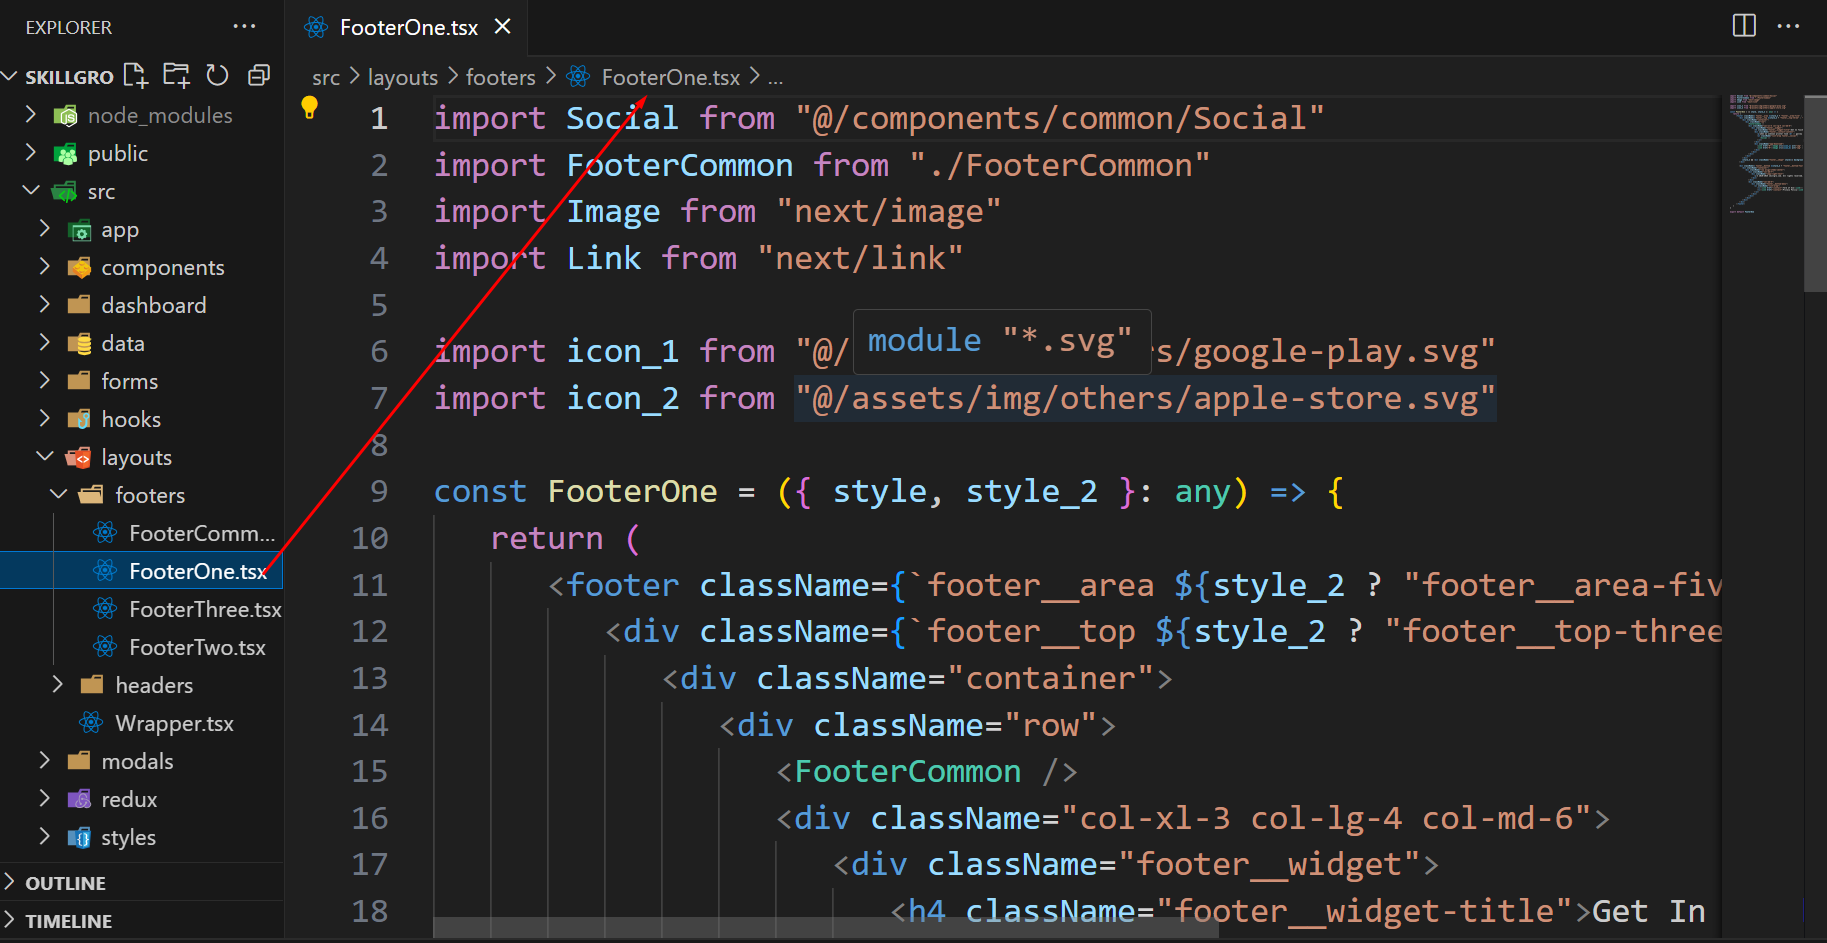 EXPLORER
SKILLGRO
node_modules
public
src
app
components
dashboard
data
forms
hooks
layouts
footers
FooterComm...
FooterOne.tsx
FooterThree.tsx
FooterTwo.tsx
headers
Wrapper.tsx
modals
redux
styles
OUTLINE
TIMELINE
FooterOne.tsx
src > layouts > footers > FooterOne.tsx > ...
1 import Social from "@/components/common/Social"
2 import FooterCommon from "./FooterCommon"
3 import Image from "next/image"
4 import Link from "next/link"
5
module "*.svg"
6 import icon_1 from "@/ s/google-play.svg"
7 import icon_2 from "@/assets/img/others/apple-store.svg"
8
9 const FooterOne = ({ style, style_2 }: any) => {
10 return (
11 <footer className={`footer__area ${style_2 ? "footer__area-fiv
12 <div className={`footer__top ${style_2 ? "footer__top-three
13 <div className="container">
14 <div className="row">
15 <FooterCommon />
16 <div className="col-xl-3 col-lg-4 col-md-6">
17 <div className="footer__widget">
18 <h4 className="footer__widget-title">Get In